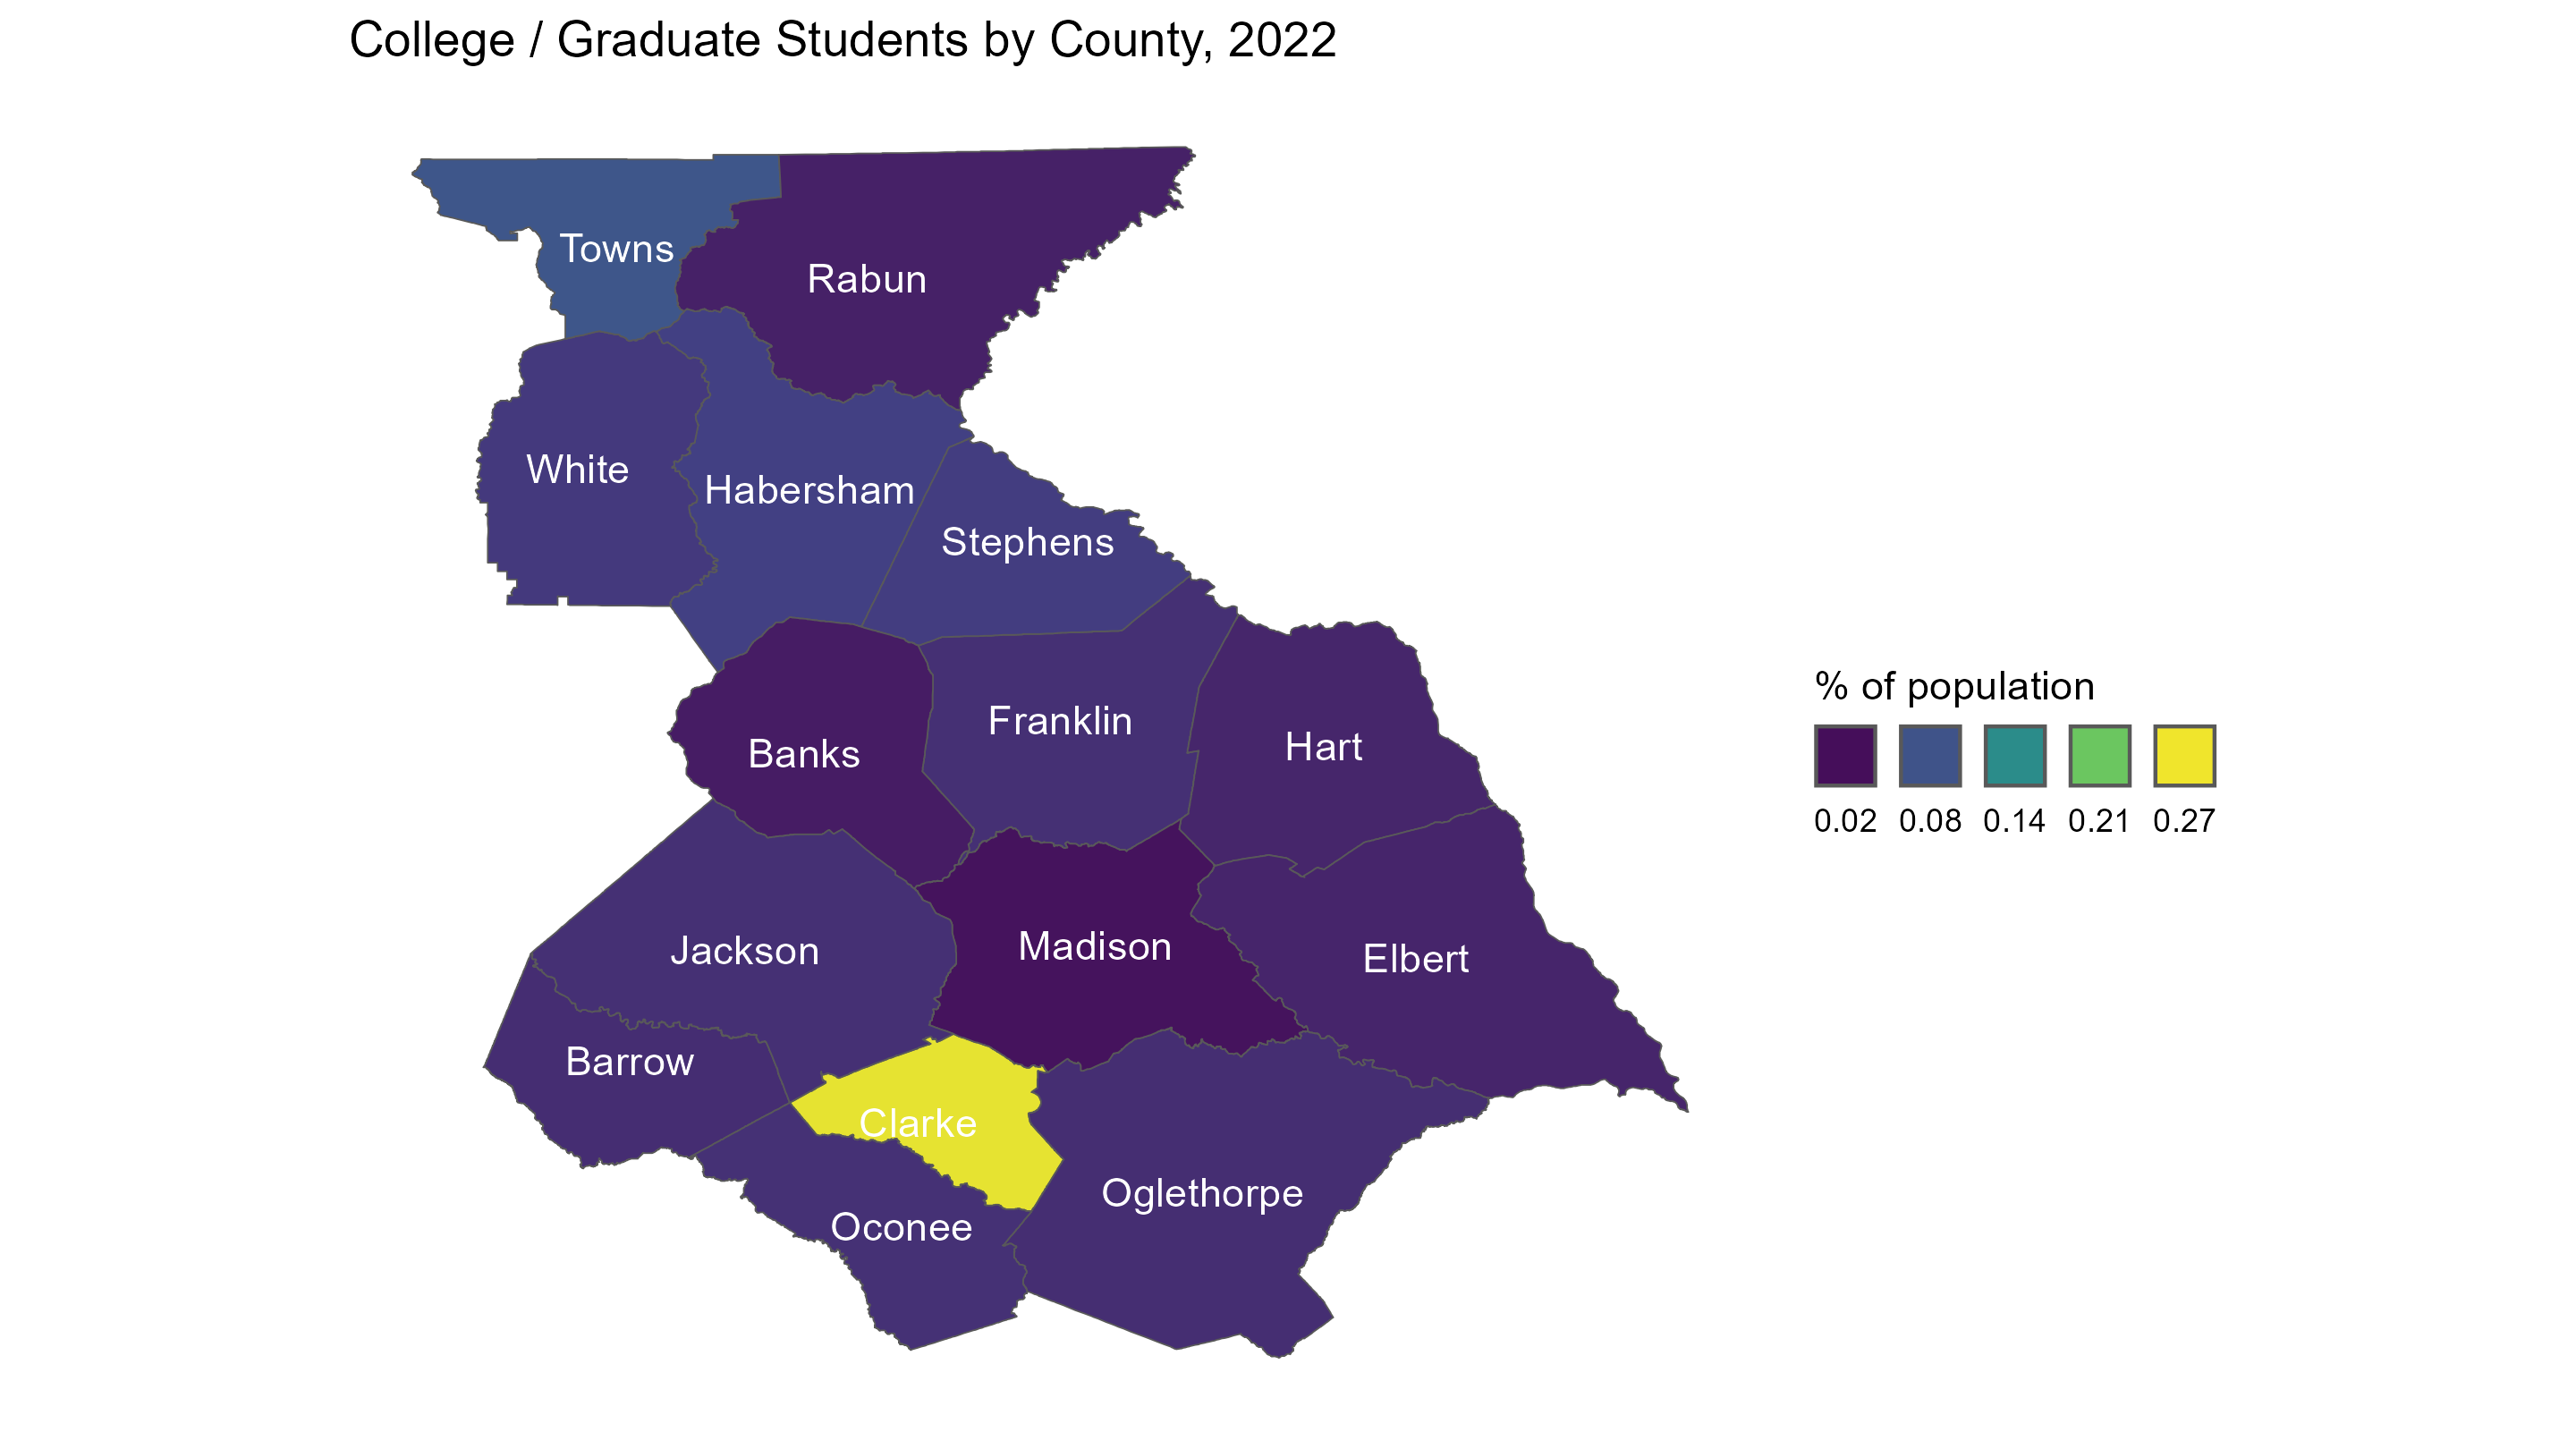 College / Graduate Students by County, 2022
Towns
Rabun
White
Habersham
Stephens
Franklin
Hart
Banks
Jackson
Madison
Elbert
Barrow
Clarke
Oglethorpe
Oconee
% of population
0.02 0.08 0.14 0.21 0.27